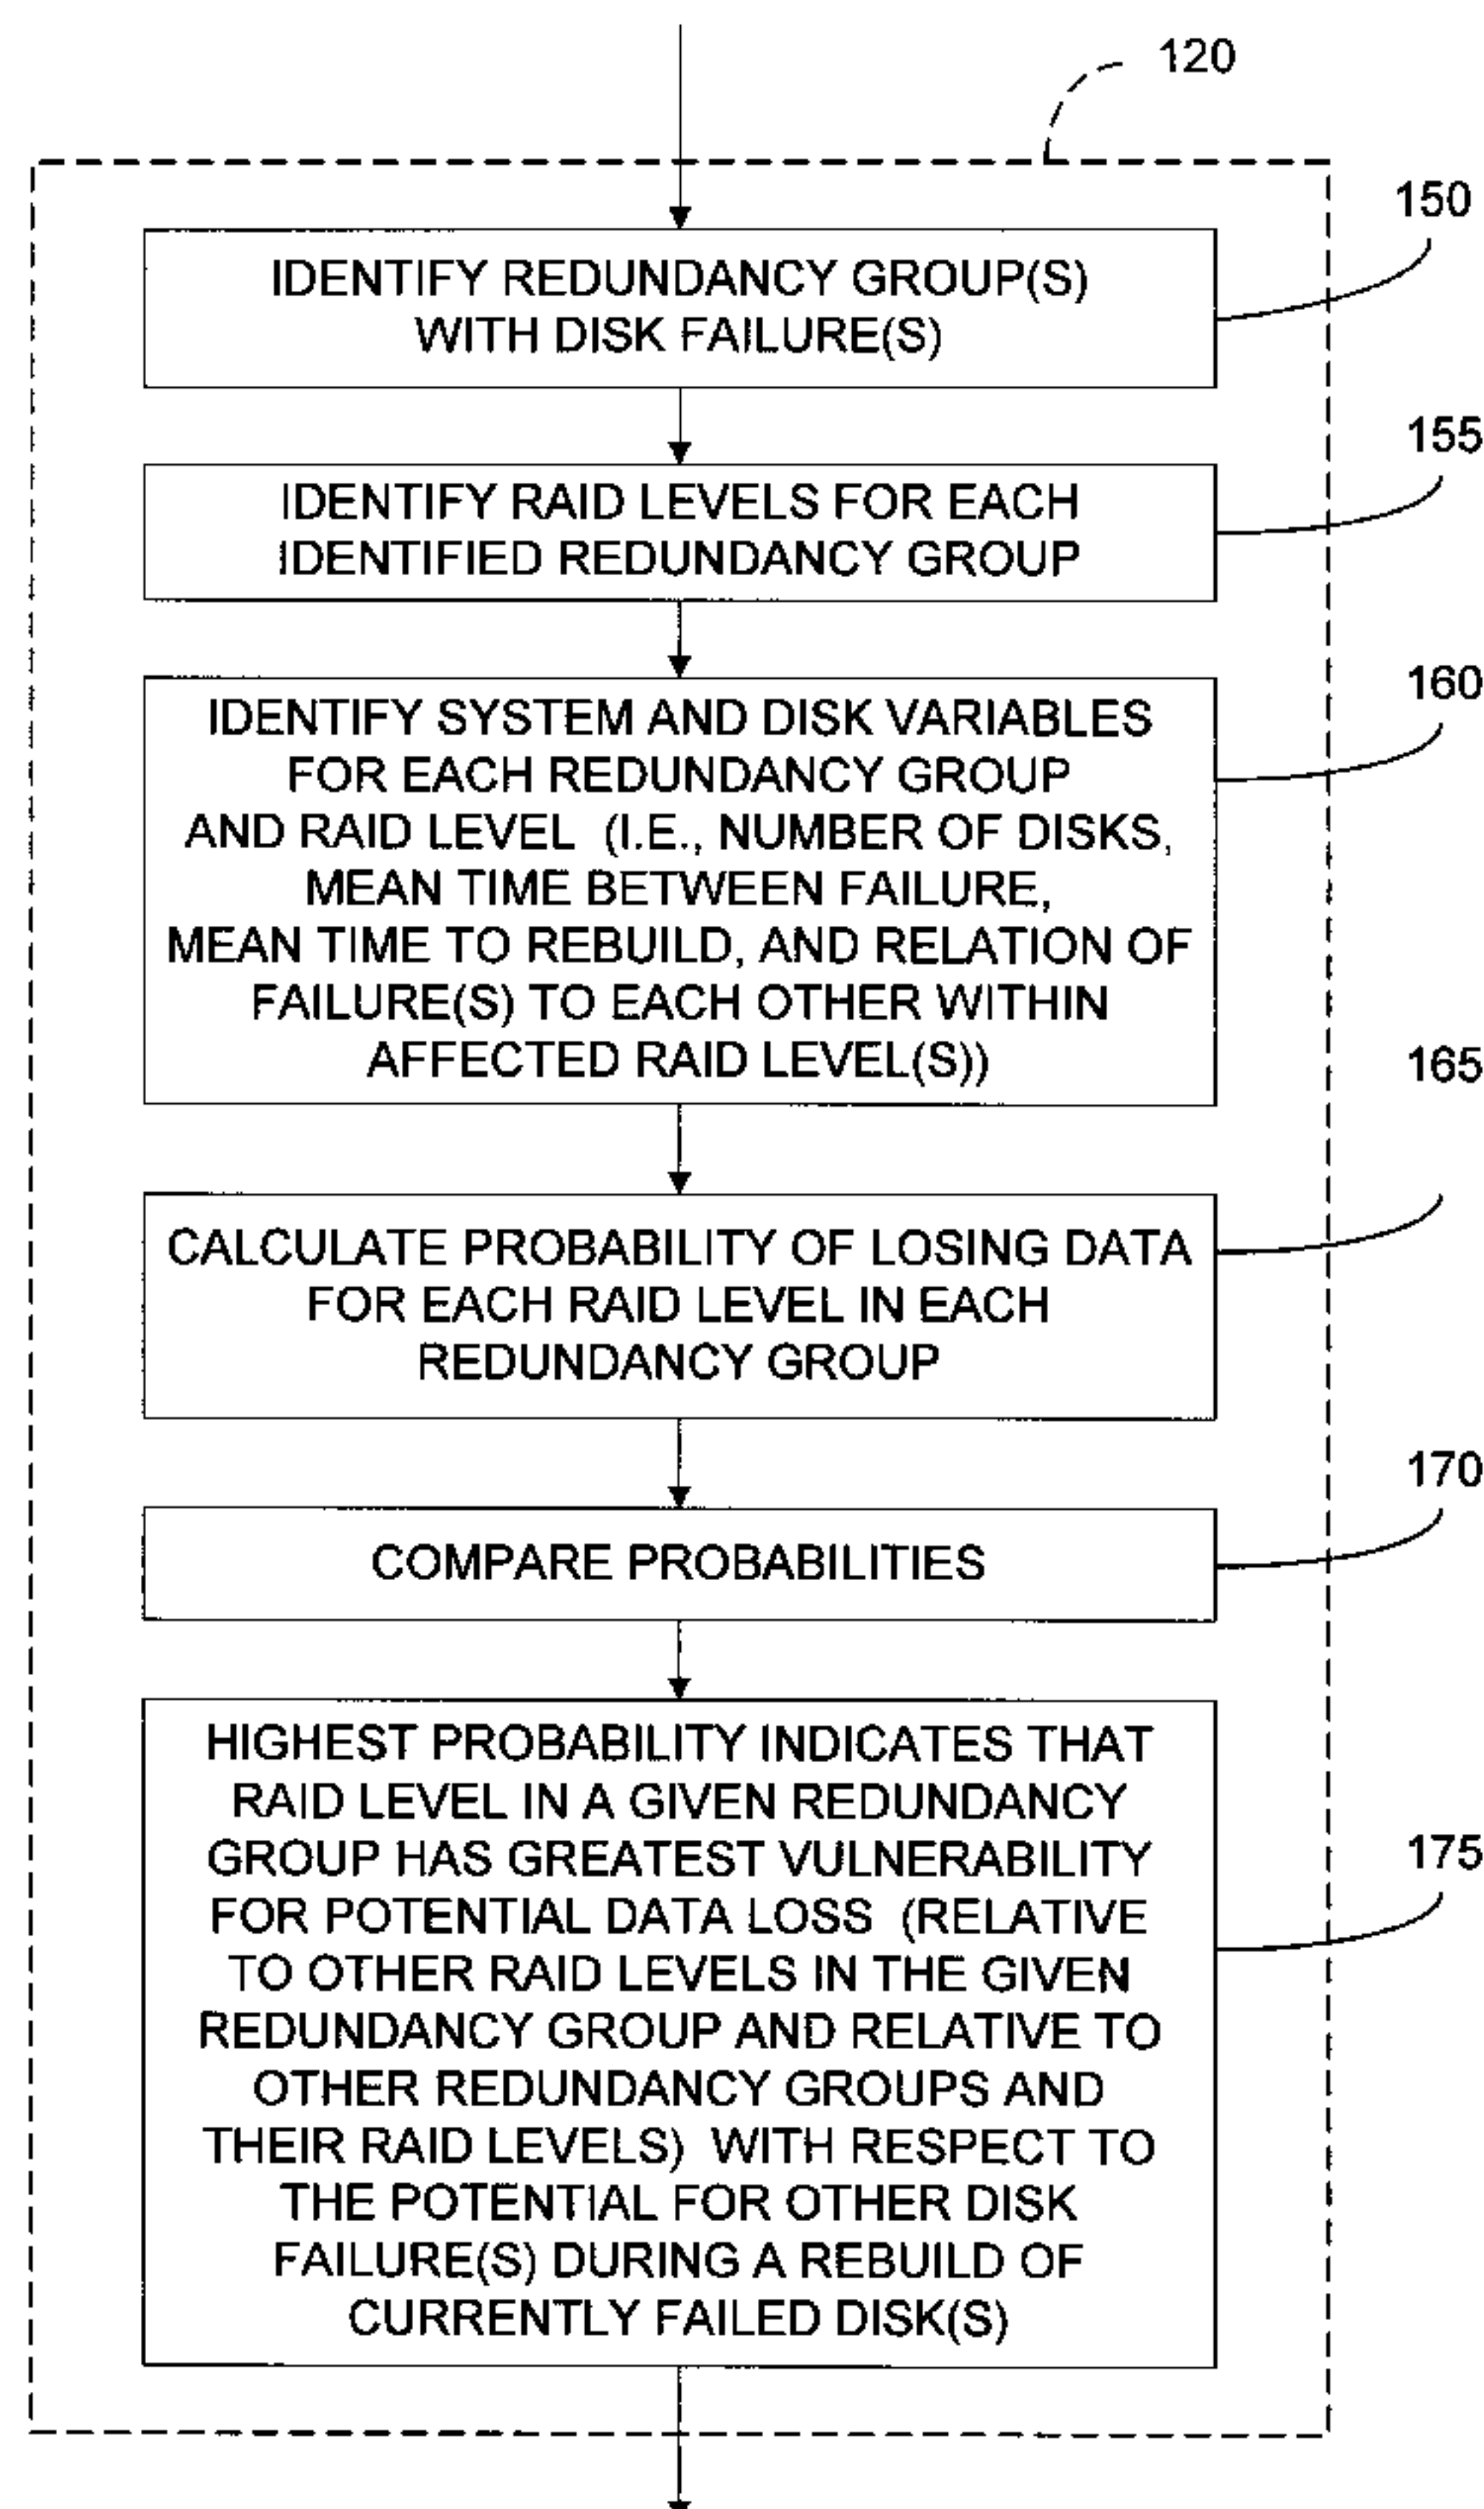 120
150
IDENTIFY REDUNDANCY GROUP(S)
WITH DISK FAILURE(S)
155
IDENTIFY RAID LEVELS FOR EACH
IDENTIFIED REDUNDANCY GROUP
160
IDENTIFY SYSTEM AND DISK VARIABLES
FOR EACH REDUNDANCY GROUP
AND RAID LEVEL (I.E., NUMBER OF DISKS,
MEAN TIME BETWEEN FAILURE,
MEAN TIME TO REBUILD, AND RELATION OF
FAILURE(S) TO EACH OTHER WITHIN
AFFECTED RAID LEVEL(S))
165
CALCULATE PROBABILITY OF LOSING DATA
FOR EACH RAID LEVEL IN EACH
REDUNDANCY GROUP
170
COMPARE PROBABILITIES
HIGHEST PROBABILITY INDICATES THAT
RAID LEVEL IN A GIVEN REDUNDANCY
GROUP HAS GREATEST VULNERABILITY
175
FOR POTENTIAL DATA LOSS (RELATIVE
TO OTHER RAID LEVELS IN THE GIVEN
REDUNDANCY GROUP AND RELATIVE TO
OTHER REDUNDANCY GROUPS AND
THEIR RAID LEVELS) WITH RESPECT TO
THE POTENTIAL FOR OTHER DISK
FAILURE(S) DURING A REBUILD OF
CURRENTLY FAILED DISK(S)